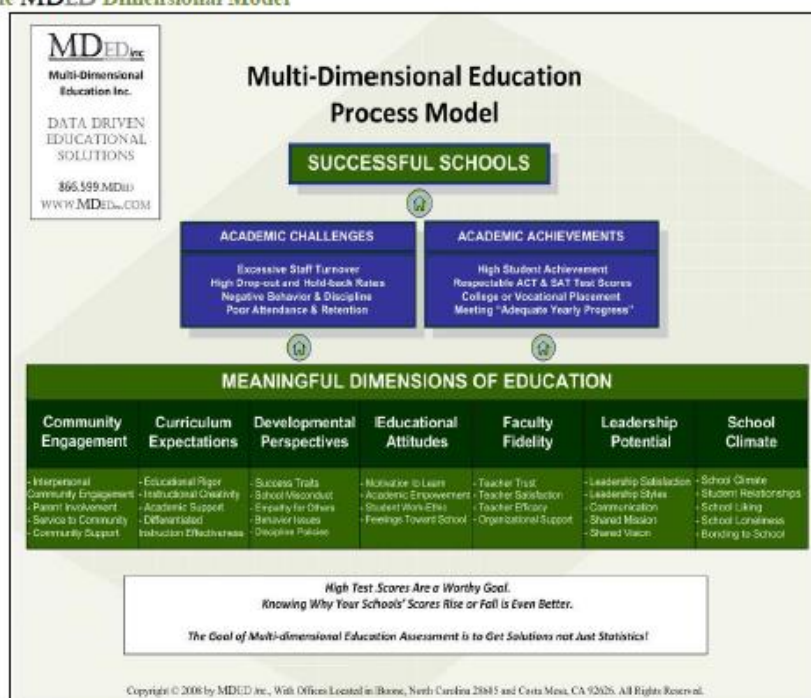 MDED Dimensional Model
MDED inc
Multi-Dimensional
Education Inc.
DATA DRIVEN
EDUCATIONAL
SOLUTIONS
866.599.MDED
WWW.MDEDinc.COM
Multi-Dimensional Education
Process Model
SUCCESSFUL SCHOOLS
ACADEMIC CHALLENGES
Excessive Staff Turnover
High Drop-out and Hold-back Rates
Negative Behavior & Discipline
Poor Attendance & Retention
ACADEMIC ACHIEVEMENTS
High Student Achievement
Respectable ACT & SAT Test Scores
College or Vocational Placement
Meeting "Adequate Yearly Progress"
MEANINGFUL DIMENSIONS OF EDUCATION
Community
Engagement
- Interpersonal
Community Engagement
- Parent Involvement
- Service to Community
- Community Support
Curriculum
Expectations
- Educational Rigor
- Instructional Creativity
- Academic Support
- Differentiated
Instruction Effectiveness
Developmental
Perspectives
- Success Traits
- School Misconduct
- Empathy for Others
- Behavior Issues
- Discipline Policies
Educational
Attitudes
- Motivation to Learn
- Academic Empowerment
- Student Work-Ethic
- Feelings Toward School
Faculty
Fidelity
- Teacher Trust
- Teacher Satisfaction
- Teacher Efficacy
- Organizational Support
Leadership
Potential
- Leadership Satisfaction
- Leadership Styles
- Communication
- Shared Mission
- Shared Vision
School
Climate
- School Climate
- Student Relationships
- School Liking
- School Loneliness
- Bonding to School
High Test Scores Are a Worthy Goal.
Knowing Why Your Schools' Scores Rise or Fall is Even Better.
The Goal of Multi-dimensional Education Assessment is to Get Solutions not Just Statistics!
Copyright © 2008 by MDED inc., With Offices Located in Boone, North Carolina 28605 and Costa Mesa, CA 92626. All Rights Reserved.